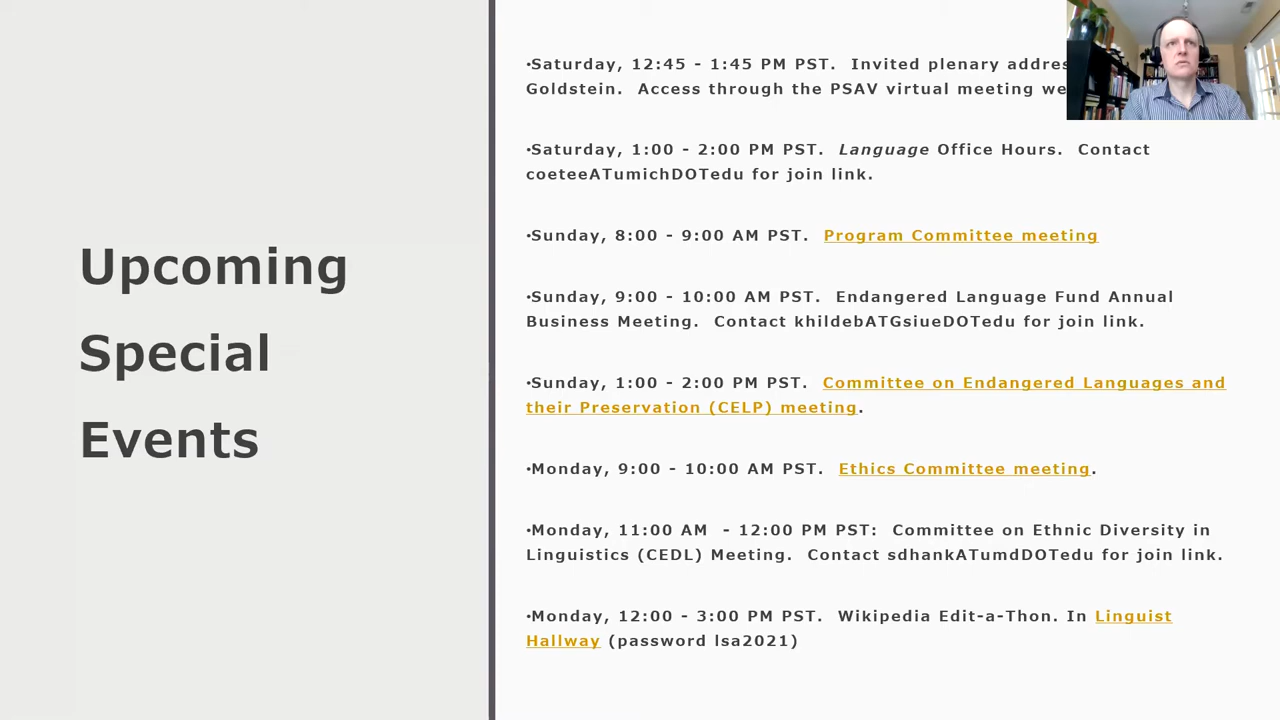 Upcoming
Special
Events
•Saturday, 12:45 - 1:45 PM PST. Invited plenary
Goldstein. Access through the PSAV virtual meeting
•Saturday, 1:00 - 2:00 PM PST. Language Office Hours. Contact
coeteeATumichDOTedu for join link.
•Sunday, 8:00 - 9:00 AM PST. Program Committee meeting
•Sunday, 9:00 - 10:00 AM PST. Endangered Language Fund Annual
Business Meeting. Contact khildebATGsiueDOTedu for join link.
•Sunday, 1:00 - 2:00 PM PST. Committee on Endangered Languages and
their Preservation (CELP) meeting.
•Monday, 9:00 - 10:00 AM PST. Ethics Committee meeting.
•Monday, 11:00 AM - 12:00 PM PST: Committee on Ethnic Diversity in
Linguistics (CEDL) Meeting. Contact sdhankATumdDOTedu for join link.
•Monday, 12:00 - 3:00 PM PST. Wikipedia Edit-a-Thon. In Linguist
Hallway (password lsa2021)